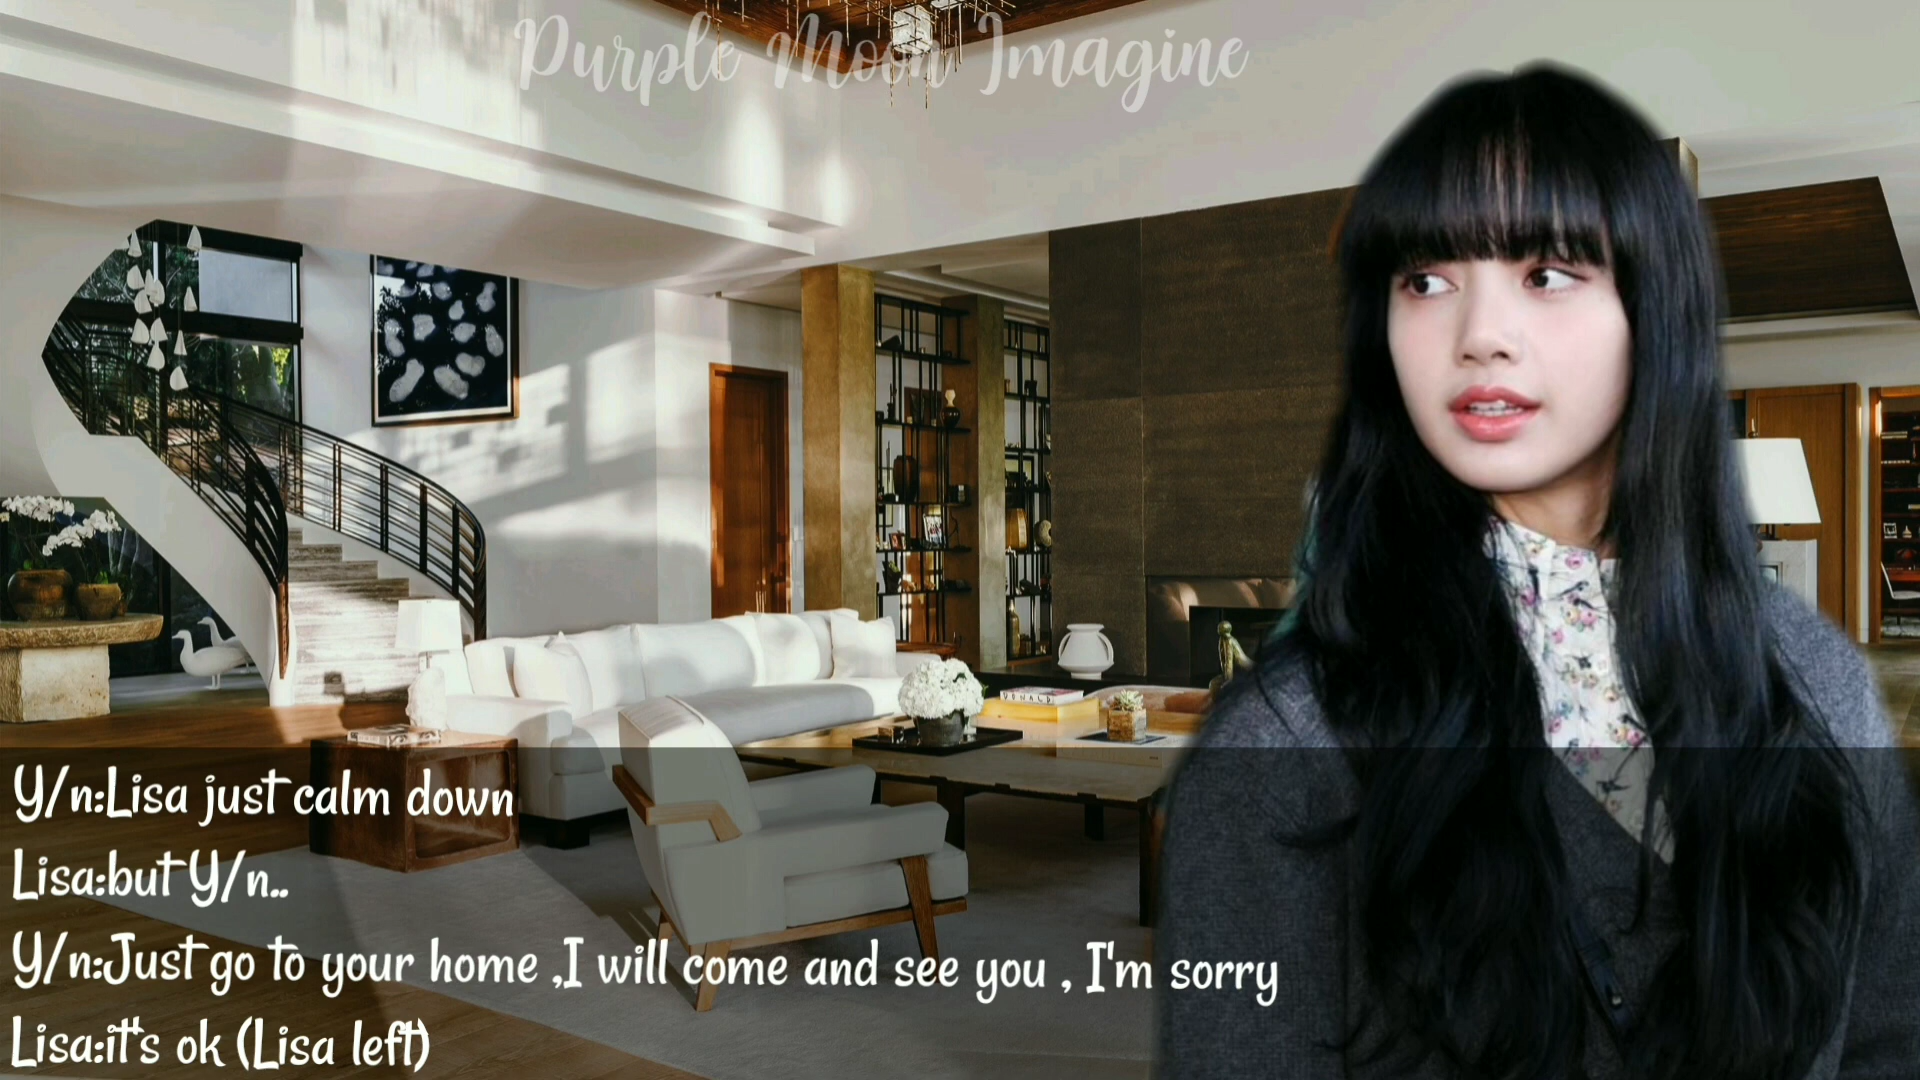 Purple Moon Imagine
Y/n:Lisa just calm down
Lisa:but Y/n..
Y/n:Just go to your home ,I will come and see you , I'm sorry
Lisa:it's ok (Lisa left)